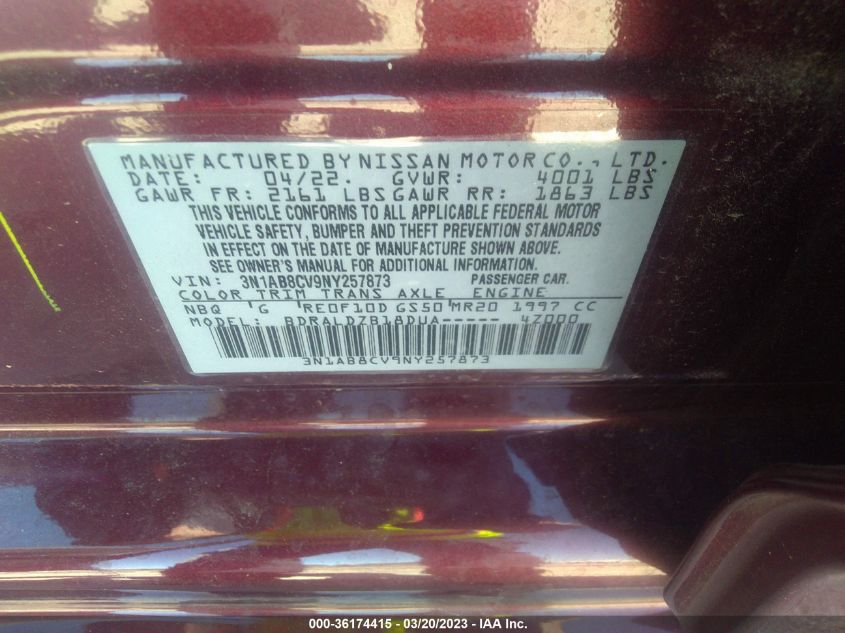 MANUFACTURED BY NISSAN MOTOR CO., LTD.
DATE: 04/22. GVWR: 4001 LBS
GAWR FR: 2161 LBS GAWR RR: 1863 LBS
THIS VEHICLE CONFORMS TO ALL APPLICABLE FEDERAL MOTOR
VEHICLE SAFETY, BUMPER AND THEFT PREVENTION STANDARDS
IN EFFECT ON THE DATE OF MANUFACTURE SHOWN ABOVE.
SEE OWNER'S MANUAL FOR ADDITIONAL INFORMATION.
VIN: 3N1AB8CV9NY257873 PASSENGER CAR.
COLOR TRIM TRANS AXLE ENGINE
NBQ 'G 'RE0F10D GS50 'MR20 1997 CC
MODEL: BDRALDZB18DUA----- 47000
3N1AB8CV9NY257873
000-36174415 - 03/20/2023 - IAA Inc.